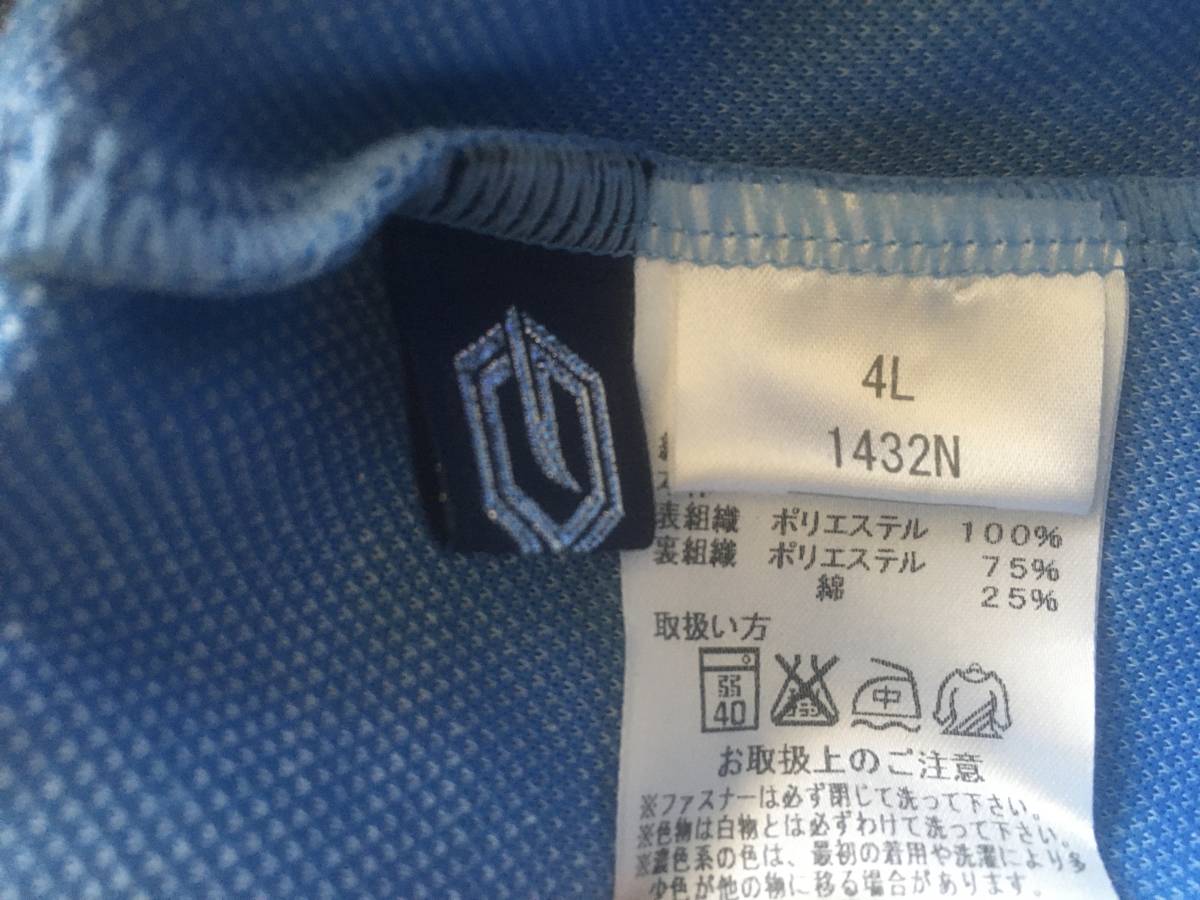 4L
1432N
表組織 ポリエステル 100%
裏組織 ポリエステル 75%
綿 25%
取扱い方
弱
40
中
お取扱上のご注意
※ファスナーは必ず閉じて洗って下さい。
※色物は白物とは必ずわけて洗って下さい。
※濃色系の色は、最初の着用や洗濯により多
少色が他の物に移る場合があります。